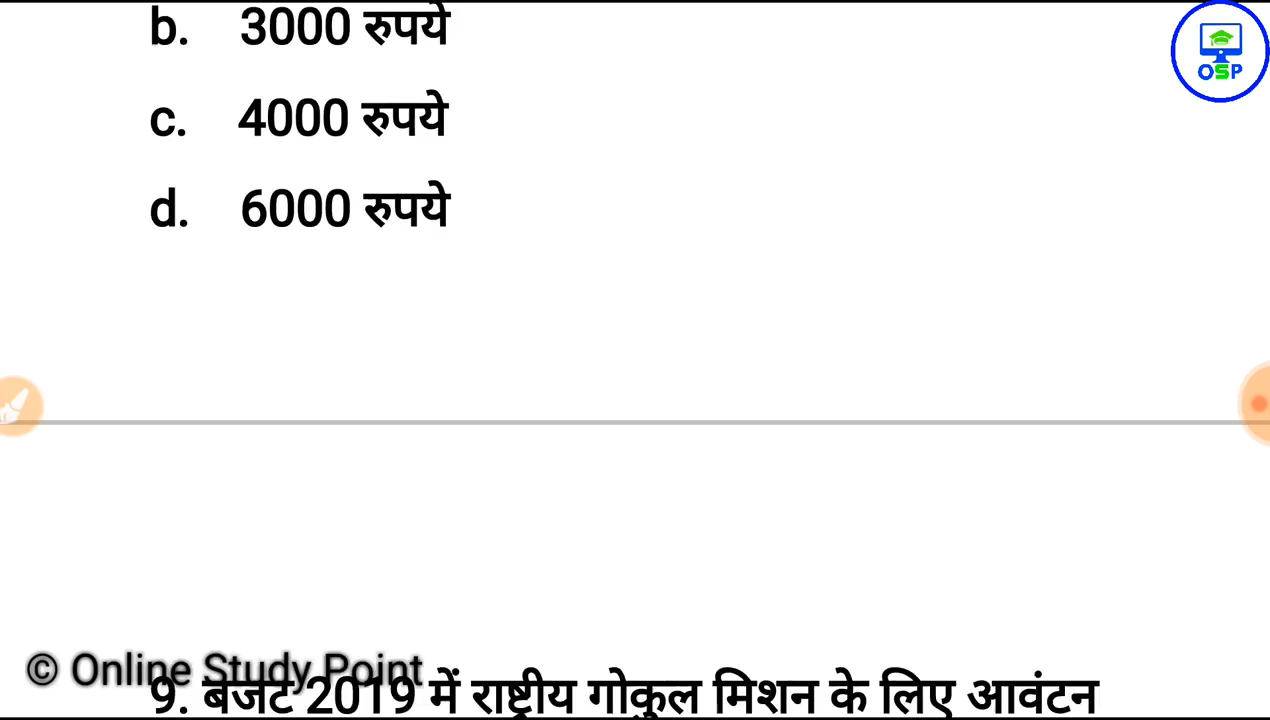 b. 3000 रुपये
OSP
c. 4000 रुपये
d. 6000 रुपये
© Online Study Point
9. बजट 2019 में राष्ट्रीय गोकुल मिशन के लिए आवंटन